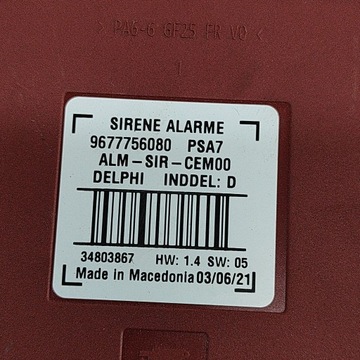 > PA6-6 GF25 FR V0 <
1
SIRENE ALARME
9677756080 PSA7
ALM-SIR-CEM00
DELPHI INDDEL: D
34803867 HW: 1.4 SW: 05
Made in Macedonia 03/06/21